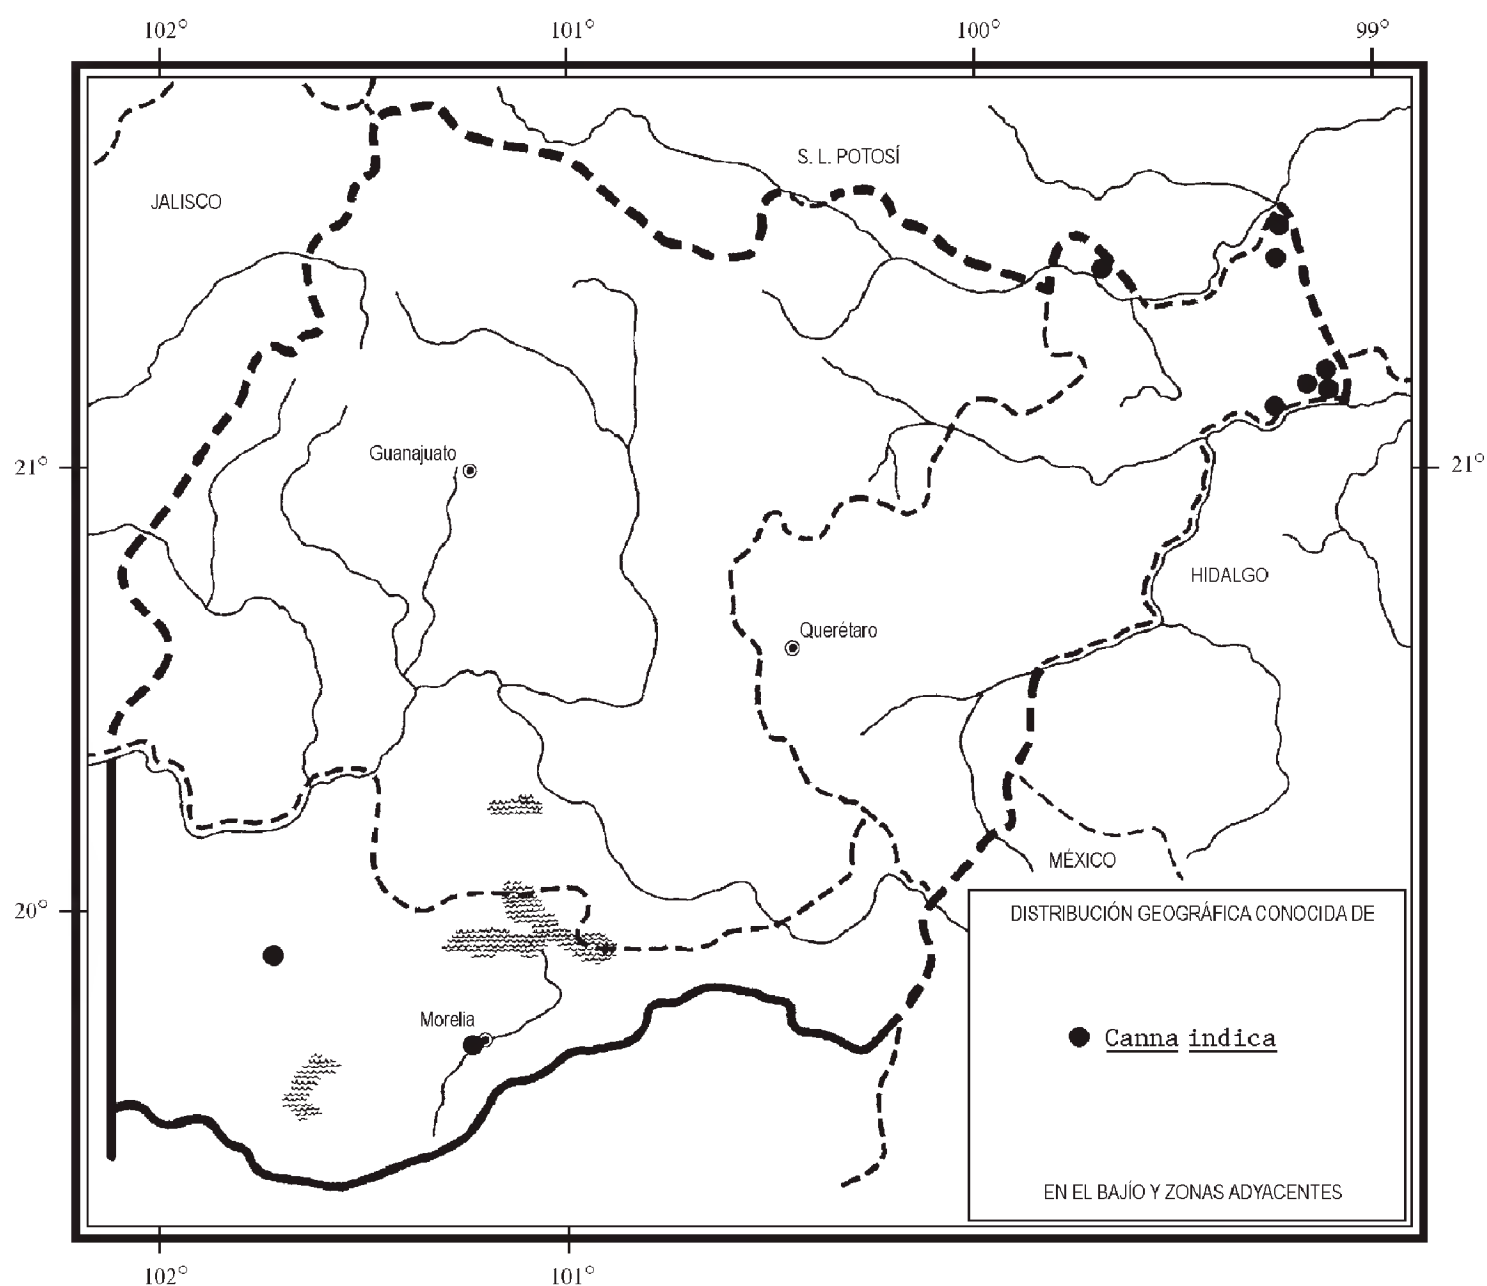 102° 101° 100° 99°
S. L. POTOSÍ
JALISCO
Guanajuato
21° 21°
HIDALGO
Querétaro
MÉXICO
20°
DISTRIBUCIÓN GEOGRÁFICA CONOCIDA DE
Morelia
Canna indica
EN EL BAJÍO Y ZONAS ADYACENTES
102° 101°